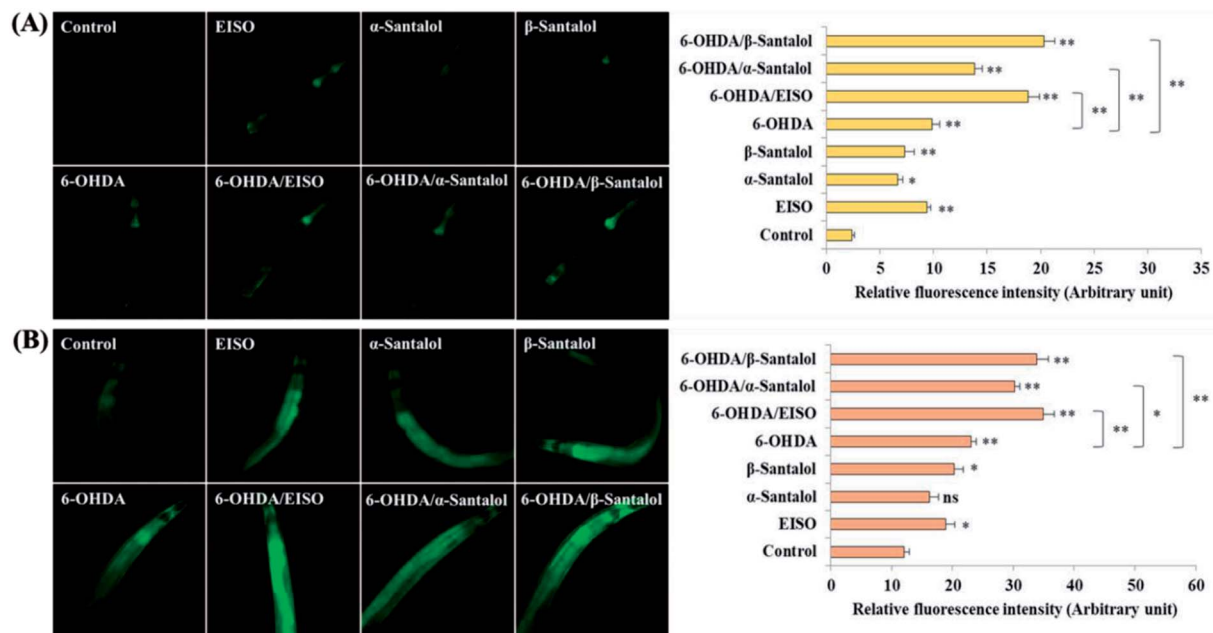 (A)
Control
EISO
α-Santalol
β-Santalol
6-OHDA
6-OHDA/EISO
6-OHDA/α-Santalol
6-OHDA/β-Santalol
6-OHDA/β-Santalol **
6-OHDA/α-Santalol **
6-OHDA/EISO **
6-OHDA **
β-Santalol **
α-Santalol *
EISO **
Control
** ** **
0 5 10 15 20 25 30 35
Relative fluorescence intensity (Arbitrary unit)
(B)
Control
EISO
α-Santalol
β-Santalol
6-OHDA
6-OHDA/EISO
6-OHDA/α-Santalol
6-OHDA/β-Santalol
6-OHDA/β-Santalol **
6-OHDA/α-Santalol **
6-OHDA/EISO **
6-OHDA **
β-Santalol *
α-Santalol ns
EISO *
Control
** * **
0 10 20 30 40 50 60
Relative fluorescence intensity (Arbitrary unit)